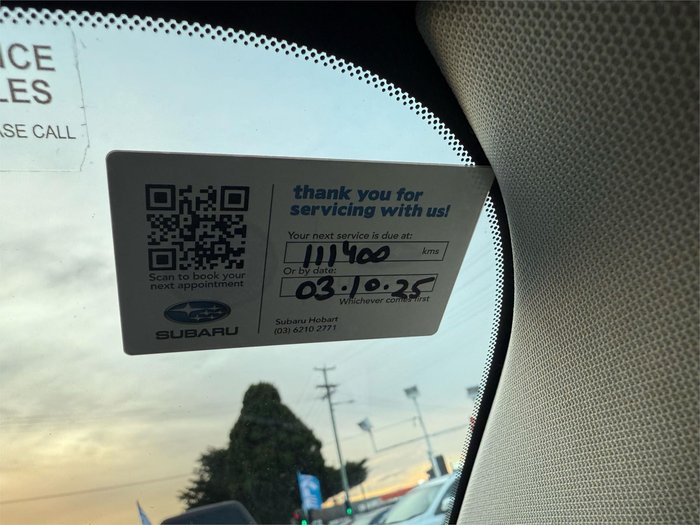 ICE
LES
ASE CALL
thank you for
servicing with us!
Your next service is due at:
111400 kms
Or by date:
03.10.25
Whichever comes first
Scan to book your
next appointment
SUBARU
Subaru Hobart
(03) 6210 2771